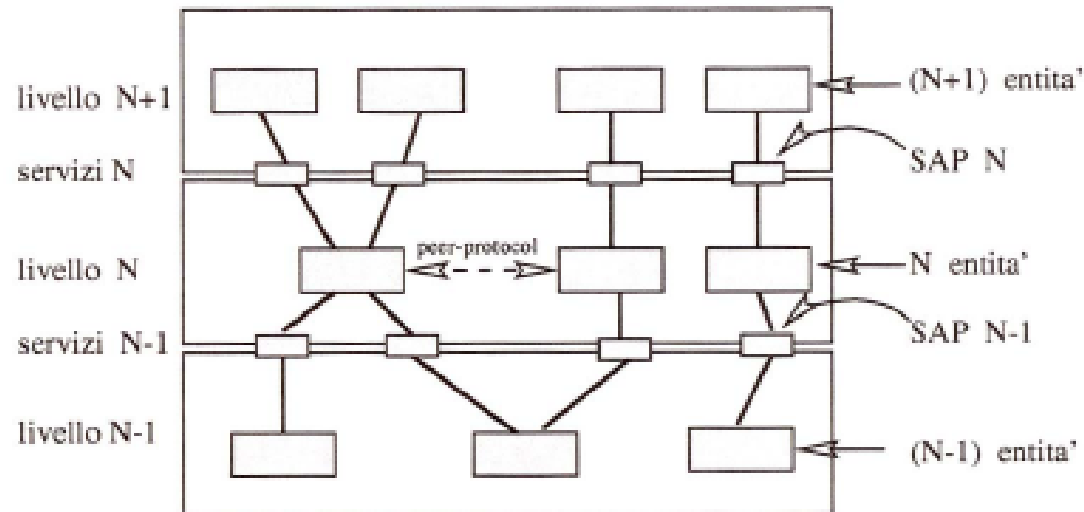 livello N+1
(N+1) entita'
servizi N
SAP N
livello N
peer-protocol
N entita'
servizi N-1
SAP N-1
livello N-1
(N-1) entita'